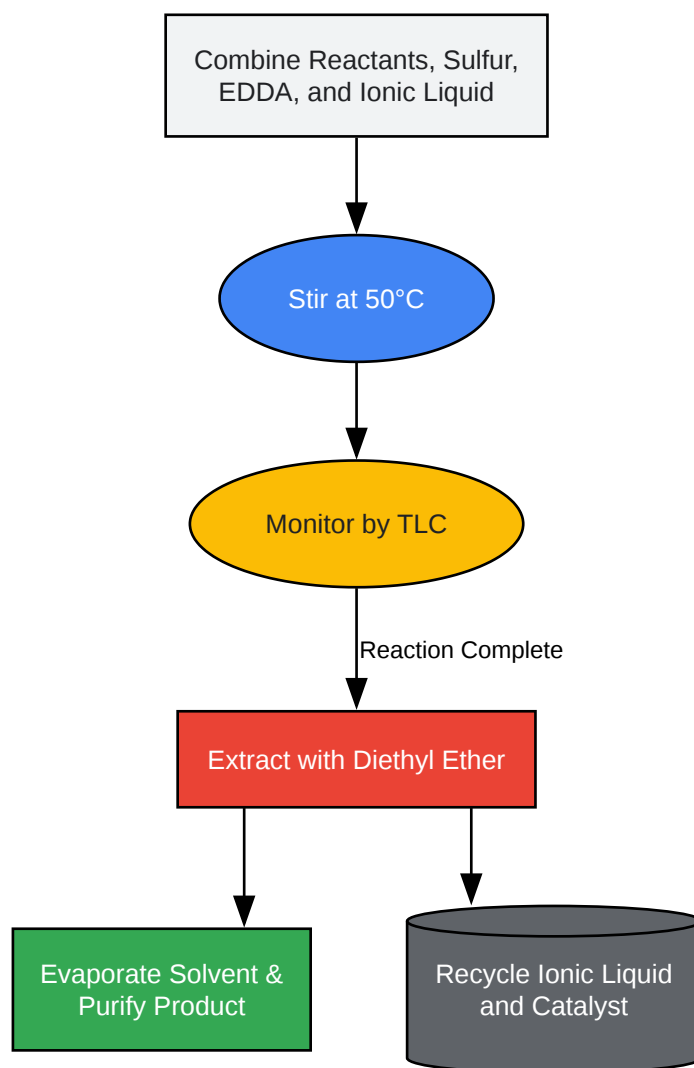 Combine Reactants, Sulfur,
EDDA, and Ionic Liquid
Stir at 50°C
Monitor by TLC
Reaction Complete
Extract with Diethyl Ether
Evaporate Solvent &
Purify Product
Recycle Ionic Liquid
and Catalyst